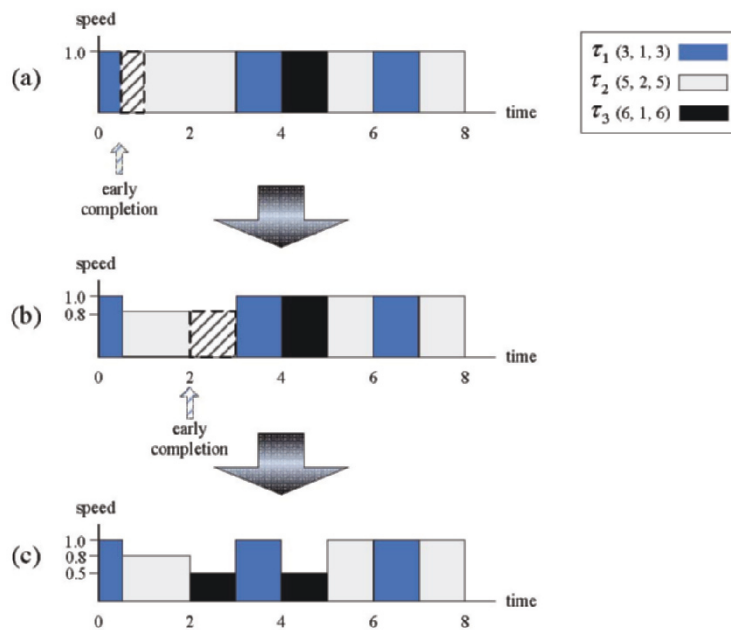 speed
1.0
(a)
0 2 4 6 8 time
early
completion
τ1 (3, 1, 3)
τ2 (5, 2, 5)
τ3 (6, 1, 6)
speed
1.0
0.8
(b)
0 2 4 6 8 time
early
completion
speed
1.0
0.8
0.5
(c)
0 2 4 6 8 time